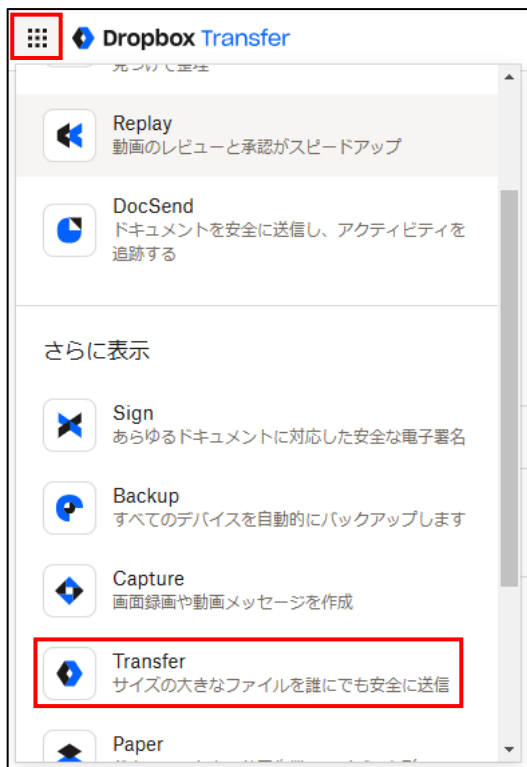 Dropbox Transfer
見つけて整理
Replay
動画のレビューと承認がスピードアップ
DocSend
ドキュメントを安全に送信し、アクティビティを
追跡する
さらに表示
Sign
あらゆるドキュメントに対応した安全な電子署名
Backup
すべてのデバイスを自動的にバックアップします
Capture
画面録画や動画メッセージを作成
Transfer
サイズの大きなファイルを誰にでも安全に送信
Paper